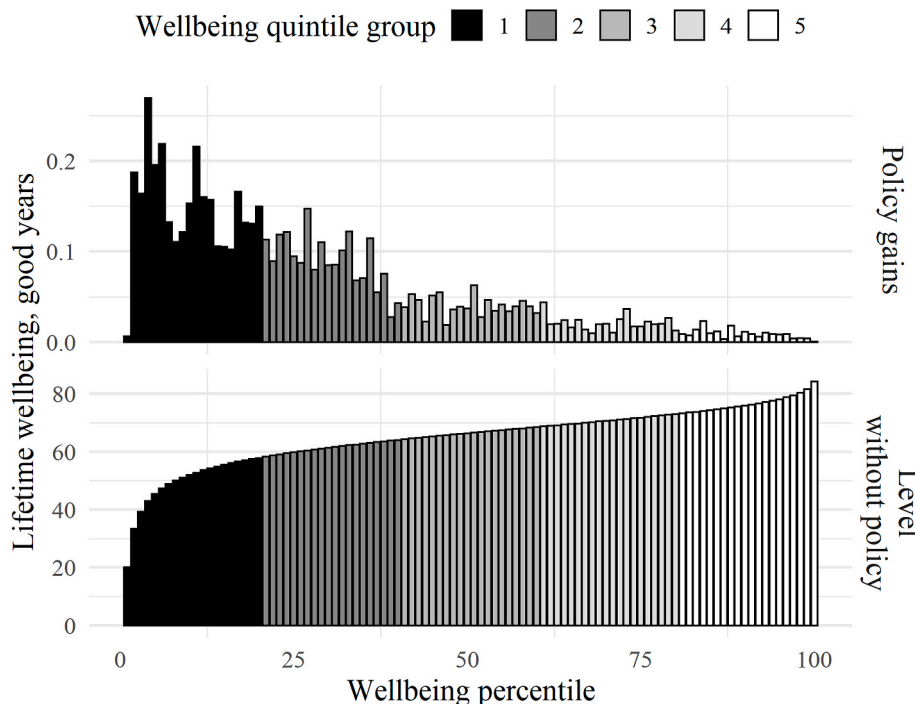 Wellbeing quintile group 1 2 3 4 5
Lifetime wellbeing, good years
0.2
0.1
0.0
Policy gains
80
60
40
20
0
Level
without policy
0 25 50 75 100
Wellbeing percentile